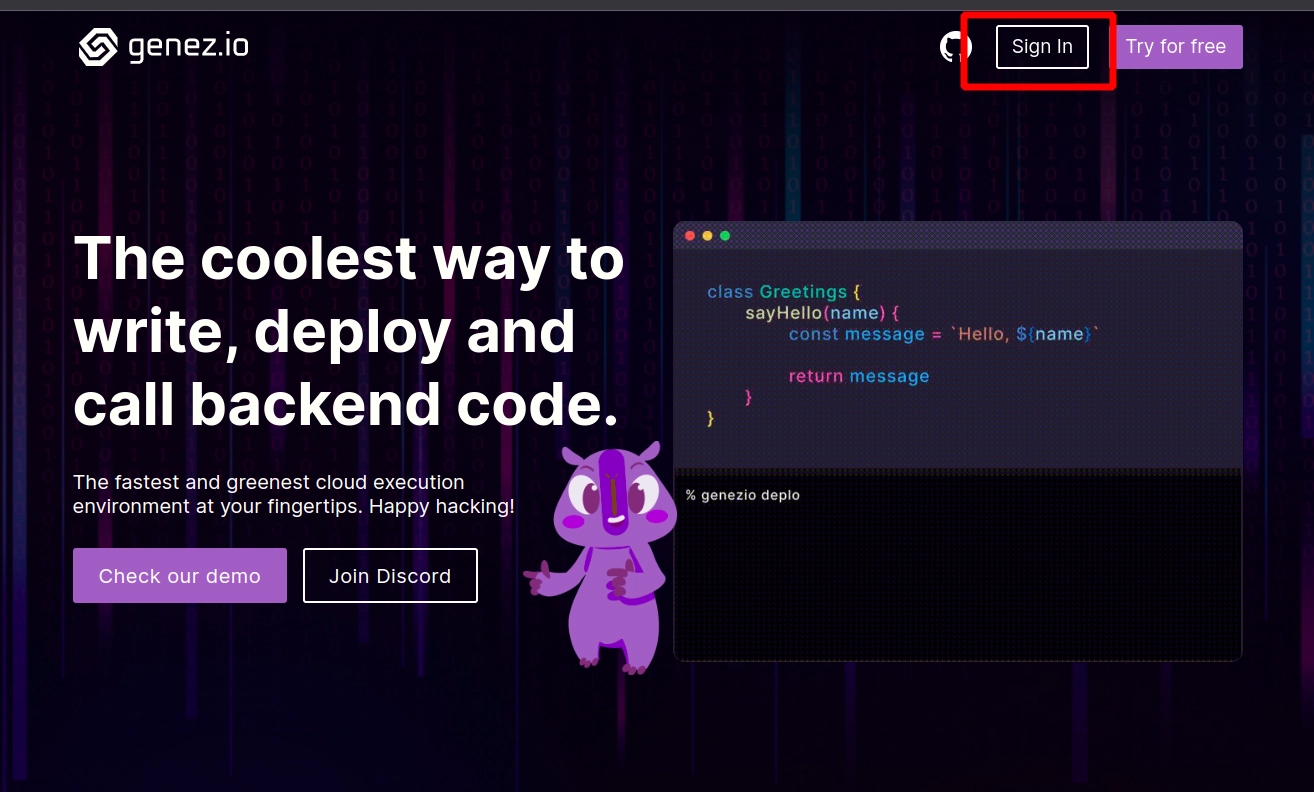 genez.io
Sign In
Try for free
The coolest way to
write, deploy and
call backend code.
The fastest and greenest cloud execution
environment at your fingertips. Happy hacking!
Check our demo
Join Discord
class Greetings {
sayHello(name) {
const message = `Hello, ${name}`
return message
}
}
% genezio deplo